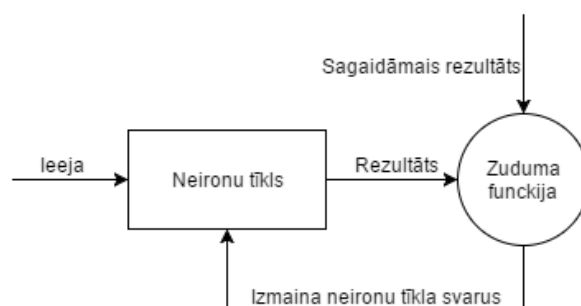 Sagaidāmais rezultāts
Ieeja
Neironu tīkls
Rezultāts
Zuduma
funckija
Izmaina neironu tīkla svarus